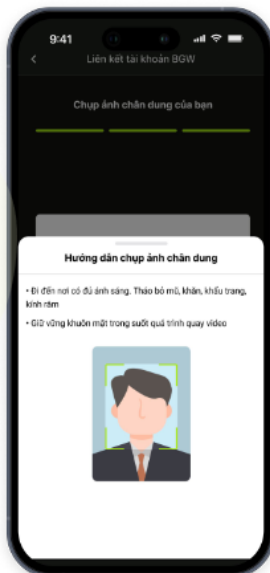 9:41
Liên kết tài khoản BGW
Chụp ảnh chân dung của bạn
Hướng dẫn chụp ảnh chân dung
• Đi đến nơi có đủ ánh sáng. Tháo bỏ mũ, khăn, khẩu trang,
kính râm
• Giữ vững khuôn mặt trong suốt quá trình quay video